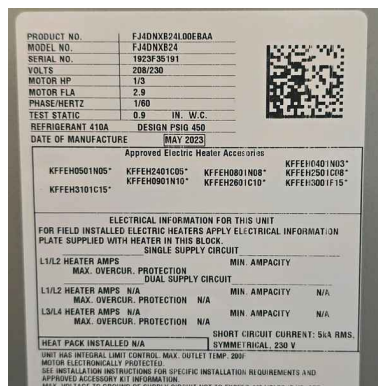 PRODUCT NO. FJ4DNXB24L00EBAA
MODEL NO. FJ4DNXB24
SERIAL NO. 1923F35191
VOLTS 208/230
MOTOR HP 1/3
MOTOR FLA 2.9
PHASE/HERTZ 1/60
TEST STATIC 0.9 IN. W.C.
REFRIGERANT 410A DESIGN PSIG 450
DATE OF MANUFACTURE MAY 2023
Approved Electric Heater Accesories
KFFEH0401N03*
KFFEH0501N05* KFFEH2401C05* KFFEH0801N08* KFFEH2501C08*
KFFEH0901N10* KFFEH2601C10* KFFEH3001F15*
KFFEH3101C15*
ELECTRICAL INFORMATION FOR THIS UNIT
FOR FIELD INSTALLED ELECTRIC HEATERS APPLY ELECTRICAL INFORMATION
PLATE SUPPLIED WITH HEATER IN THIS BLOCK.
SINGLE SUPPLY CIRCUIT
L1/L2 HEATER AMPS MIN. AMPACITY
MAX. OVERCUR. PROTECTION
DUAL SUPPLY CIRCUIT
L1/L2 HEATER AMPS N/A MIN. AMPACITY N/A
MAX. OVERCUR. PROTECTION N/A
L3/L4 HEATER AMPS N/A MIN. AMPACITY N/A
MAX. OVERCUR. PROTECTION N/A
SHORT CIRCUIT CURRENT: 5kA RMS.
HEAT PACK INSTALLED N/A SYMMETRICAL, 230 V
UNIT HAS INTEGRAL LIMIT CONTROL. MAX. OUTLET TEMP. 200F
MOTOR ELECTRONICALLY PROTECTED.
SEE INSTALLATION INSTRUCTIONS FOR SPECIFIC INSTALLATION REQUIREMENTS AND
APPROVED ACCESSORY KIT INFORMATION.